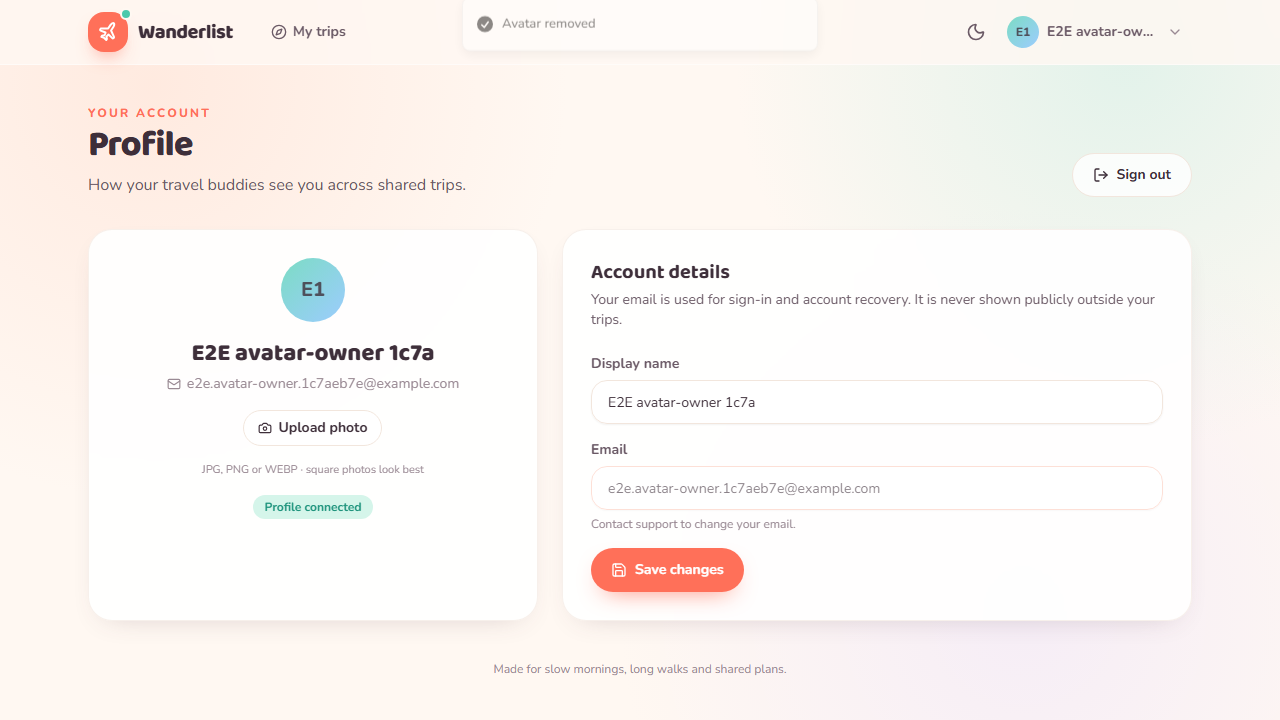 Wanderlist
My trips
Avatar removed
E1
E2E avatar-ow...
YOUR ACCOUNT
Profile
How your travel buddies see you across shared trips.
Sign out
E1
E2E avatar-owner 1c7a
e2e.avatar-owner.1c7aeb7e@example.com
Upload photo
JPG, PNG or WEBP · square photos look best
Profile connected
Account details
Your email is used for sign-in and account recovery. It is never shown publicly outside your
trips.
Display name
E2E avatar-owner 1c7a
Email
e2e.avatar-owner.1c7aeb7e@example.com
Contact support to change your email.
Save changes
Made for slow mornings, long walks and shared plans.